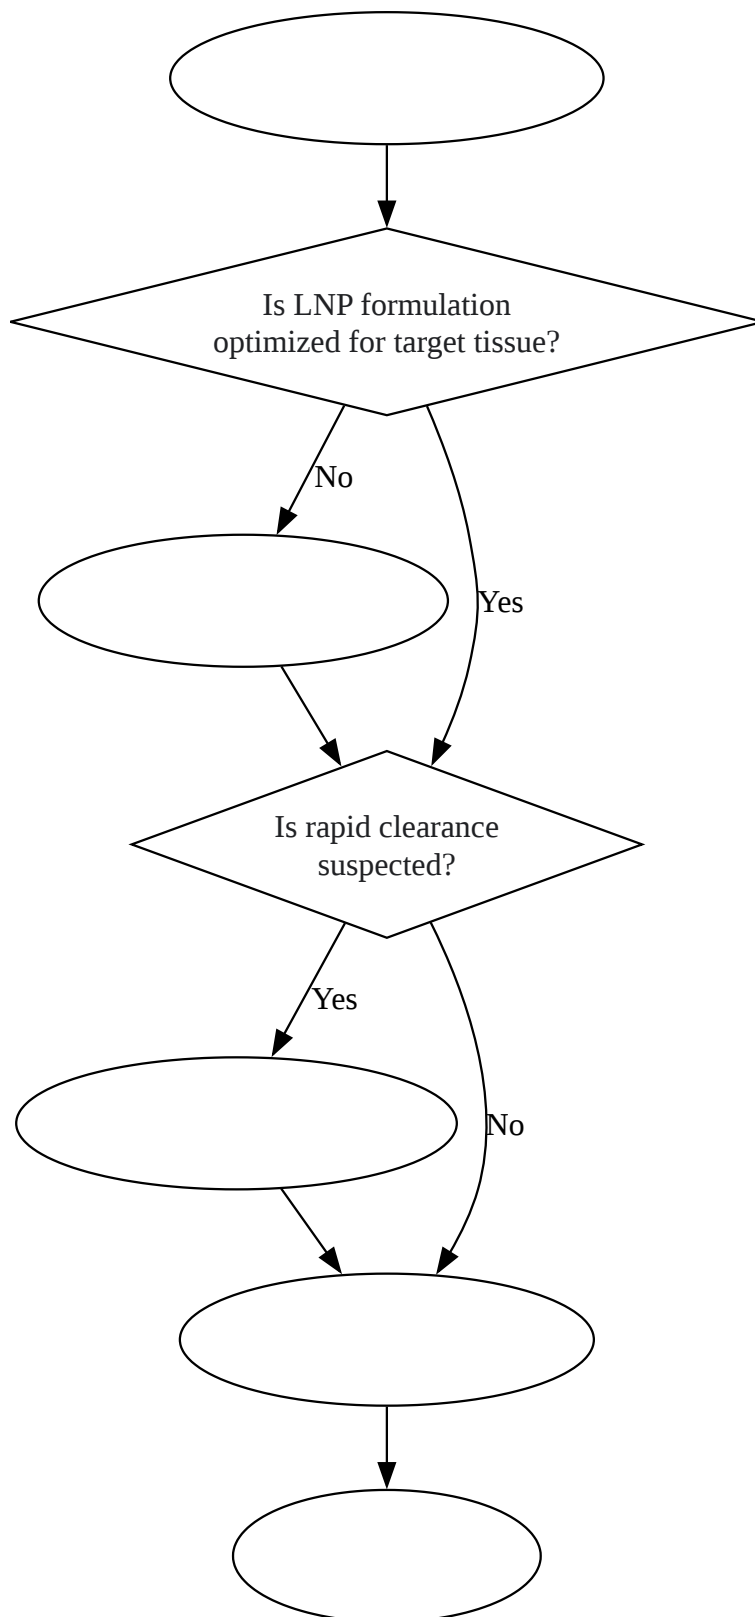 Is LNP formulation
optimized for target tissue?
No
Yes
Is rapid clearance
suspected?
Yes
No